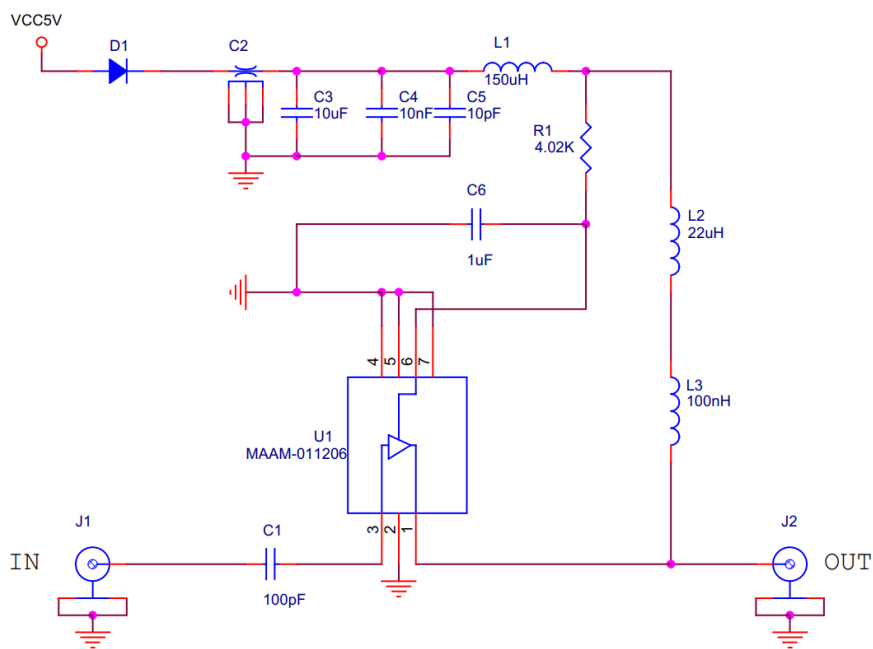 VCC5V
D1
C2
L1
150uH
C3
10uF
C4
10nF
C5
10pF
R1
4.02K
C6
1uF
L2
22uH
4
5
6
7
L3
100nH
U1
MAAM-011206
3
2
1
J1
C1
J2
IN
OUT
100pF